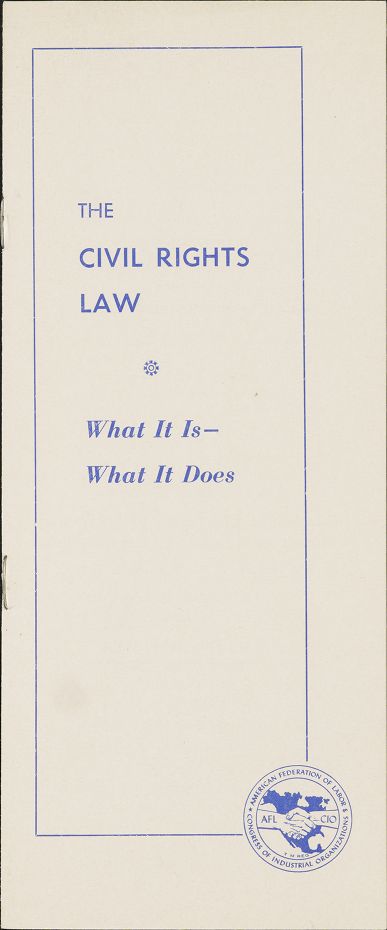 THE
CIVIL RIGHTS
LAW
What It Is—
What It Does
AMERICAN FEDERATION OF LABOR &
CONGRESS OF INDUSTRIAL ORGANIZATIONS
AFL CIO
T M REG